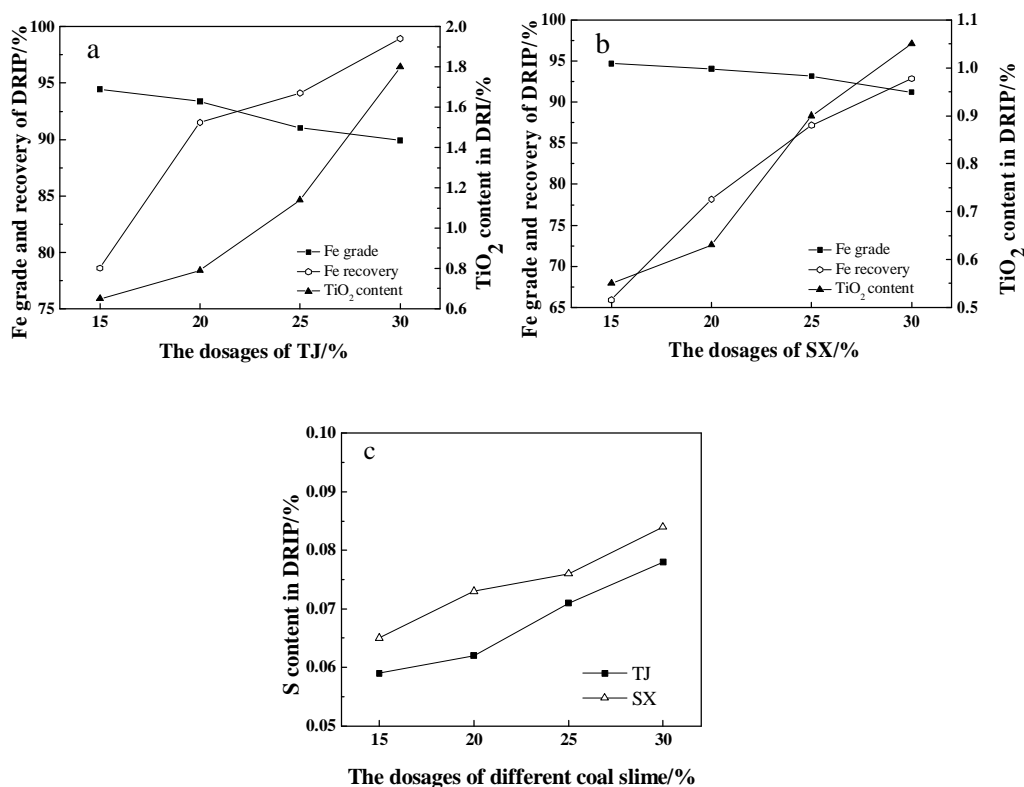 a
Fe grade and recovery of DRIP/%
100
95
90
85
80
75
15
20
25
30
The dosages of TJ/%
2.0
1.8
1.6
1.4
1.2
1.0
0.8
0.6
TiO2 content in DRI/%
Fe grade
Fe recovery
TiO2 content
b
Fe grade and recovery of DRIP/%
100
95
90
85
80
75
70
65
15
20
25
30
The dosages of SX/%
1.1
1.0
0.9
0.8
0.7
0.6
0.5
TiO2 content in DRIP/%
Fe grade
Fe recovery
TiO2 content
c
S content in DRIP/%
0.10
0.09
0.08
0.07
0.06
0.05
15
20
25
30
TJ
SX
The dosages of different coal slime/%